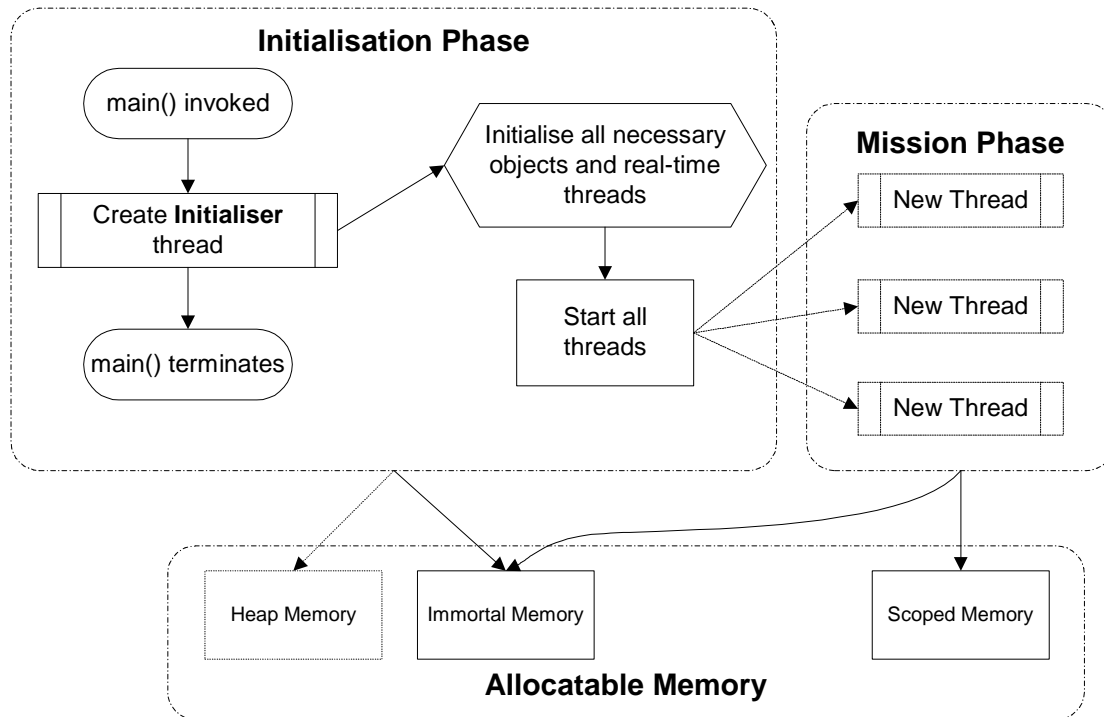 Initialisation Phase
main() invoked
Create Initialiser
thread
main() terminates
Initialise all necessary
objects and real-time
threads
Start all
threads
Mission Phase
New Thread
New Thread
New Thread
Heap Memory
Immortal Memory
Scoped Memory
Allocatable Memory